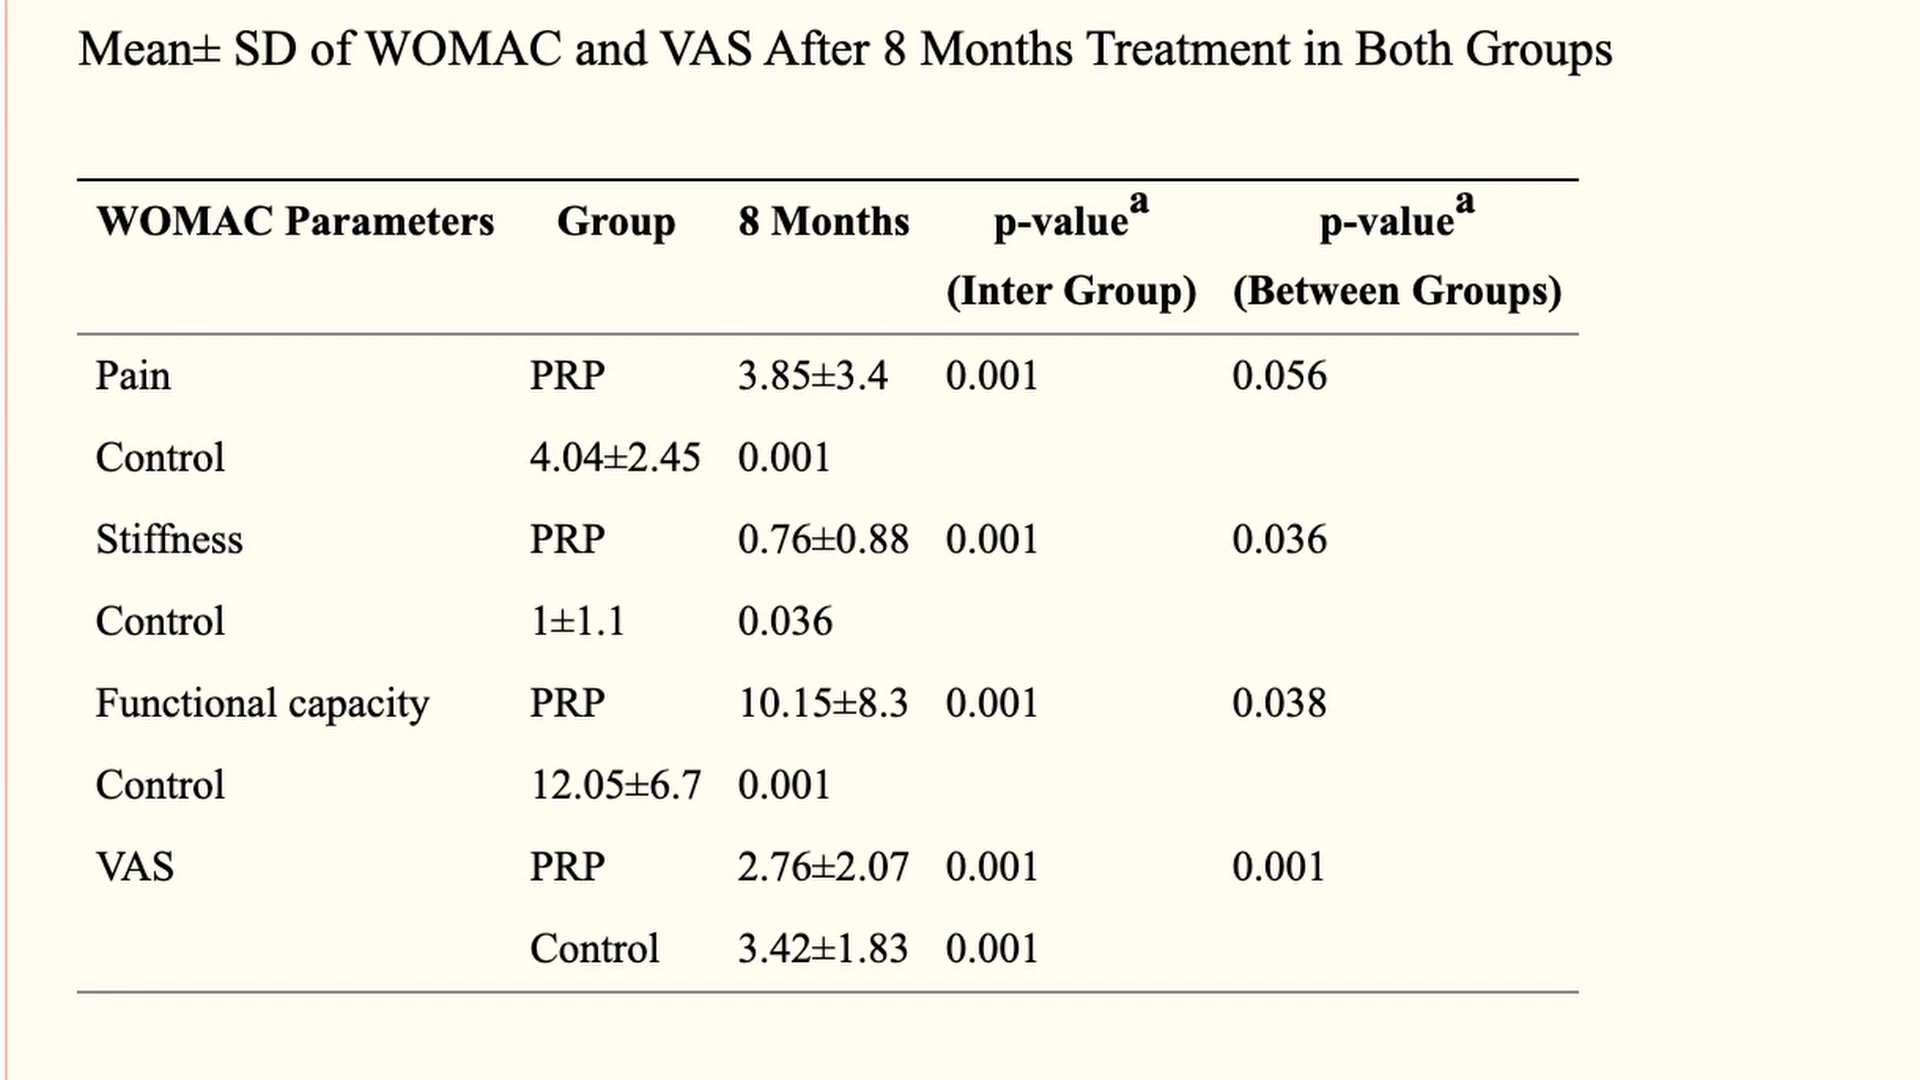 Mean± SD of WOMAC and VAS After 8 Months Treatment in Both Groups
WOMAC Parameters Group 8 Months p-valueᵃ p-valueᵃ
(Inter Group) (Between Groups)
Pain PRP 3.85±3.4 0.001 0.056
Control 4.04±2.45 0.001
Stiffness PRP 0.76±0.88 0.001 0.036
Control 1±1.1 0.036
Functional capacity PRP 10.15±8.3 0.001 0.038
Control 12.05±6.7 0.001
VAS PRP 2.76±2.07 0.001 0.001
Control 3.42±1.83 0.001